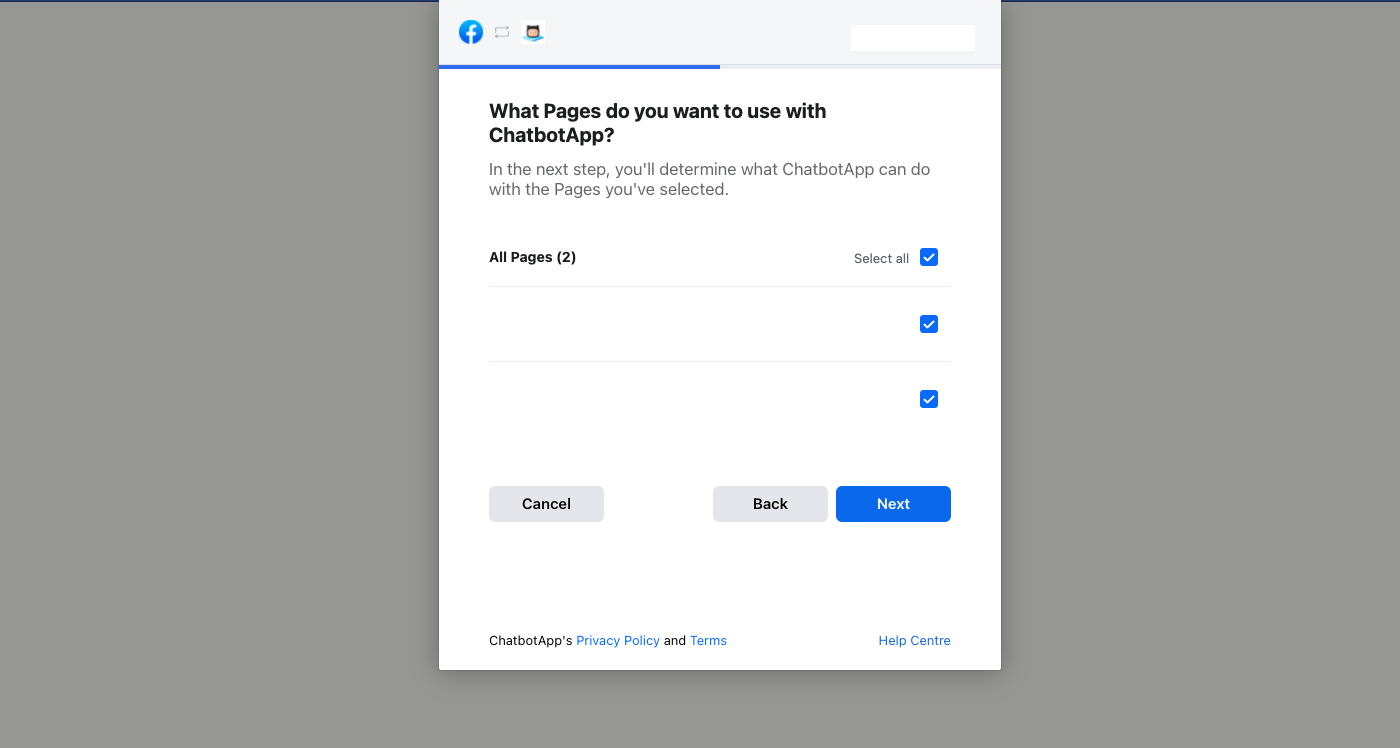 What Pages do you want to use with
ChatbotApp?
In the next step, you'll determine what ChatbotApp can do
with the Pages you've selected.
All Pages (2)
Select all
Cancel
Back
Next
ChatbotApp's Privacy Policy and Terms
Help Centre